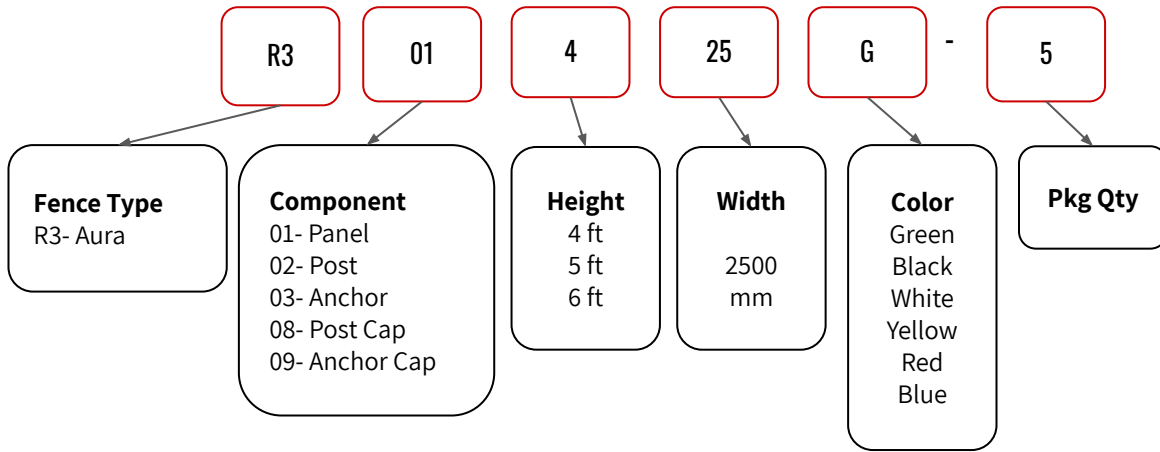 R3 01 4 25 G - 5
Fence Type
R3- Aura
Component
01- Panel
02- Post
03- Anchor
08- Post Cap
09- Anchor Cap
Height
4 ft
5 ft
6 ft
Width
2500
mm
Color
Green
Black
White
Yellow
Red
Blue
Pkg Qty